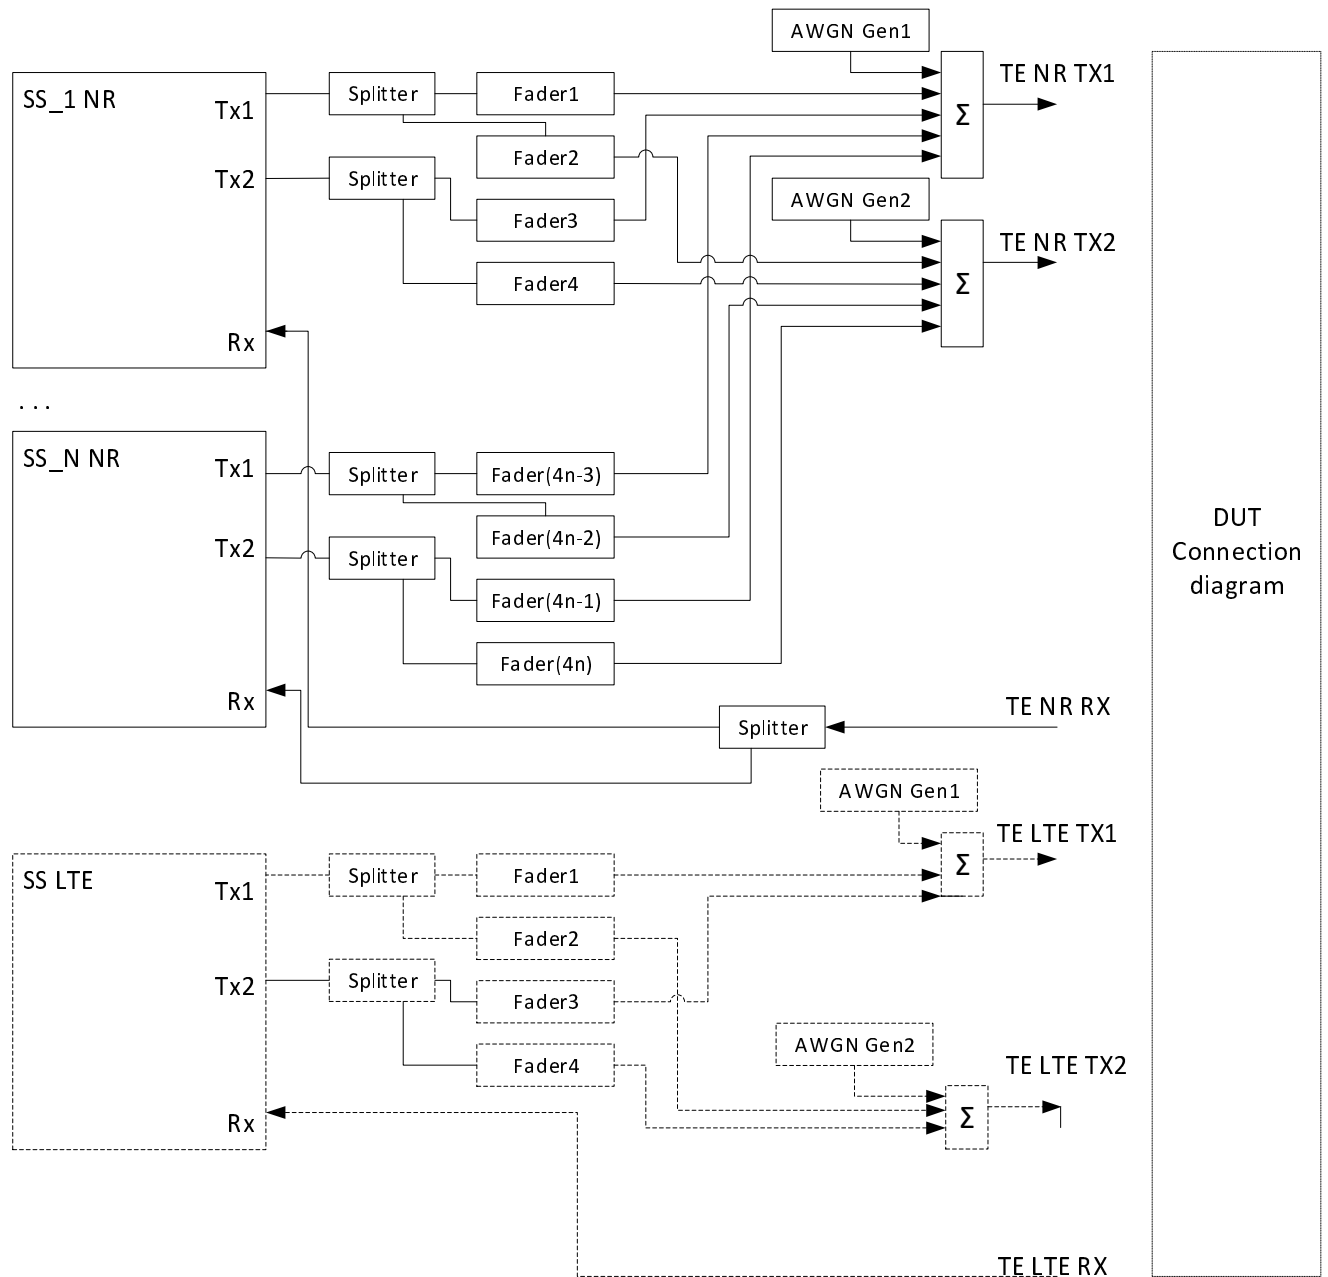 AWGN Gen1
SS_1 NR
Tx1
Splitter
Fader1
Σ
TE NR TX1
Fader2
Tx2
Splitter
Fader3
AWGN Gen2
Fader4
Σ
TE NR TX2
Rx
. . .
SS_N NR
Tx1
Splitter
Fader(4n-3)
Fader(4n-2)
Tx2
Splitter
Fader(4n-1)
Fader(4n)
Rx
Splitter
TE NR RX
DUT
Connection
diagram
AWGN Gen1
SS LTE
Tx1
Splitter
Fader1
Σ
TE LTE TX1
Fader2
Tx2
Splitter
Fader3
Fader4
AWGN Gen2
Σ
TE LTE TX2
Rx
TE LTE RX